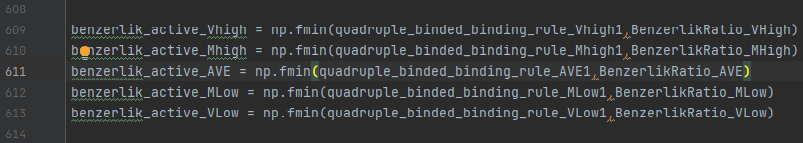 608
609 benzerlik_active_Vhigh = np.fmin(quadruple_binded_binding_rule_Vhigh1,BenzerlikRatio_VHigh)
610 benzerlik_active_Mhigh = np.fmin(quadruple_binded_binding_rule_Mhigh1,BenzerlikRatio_MHigh)
611 benzerlik_active_AVE = np.fmin(quadruple_binded_binding_rule_AVE1,BenzerlikRatio_AVE)
612 benzerlik_active_MLow = np.fmin(quadruple_binded_binding_rule_MLow1,BenzerlikRatio_MLow)
613 benzerlik_active_VLow = np.fmin(quadruple_binded_binding_rule_VLow1,BenzerlikRatio_VLow)
614